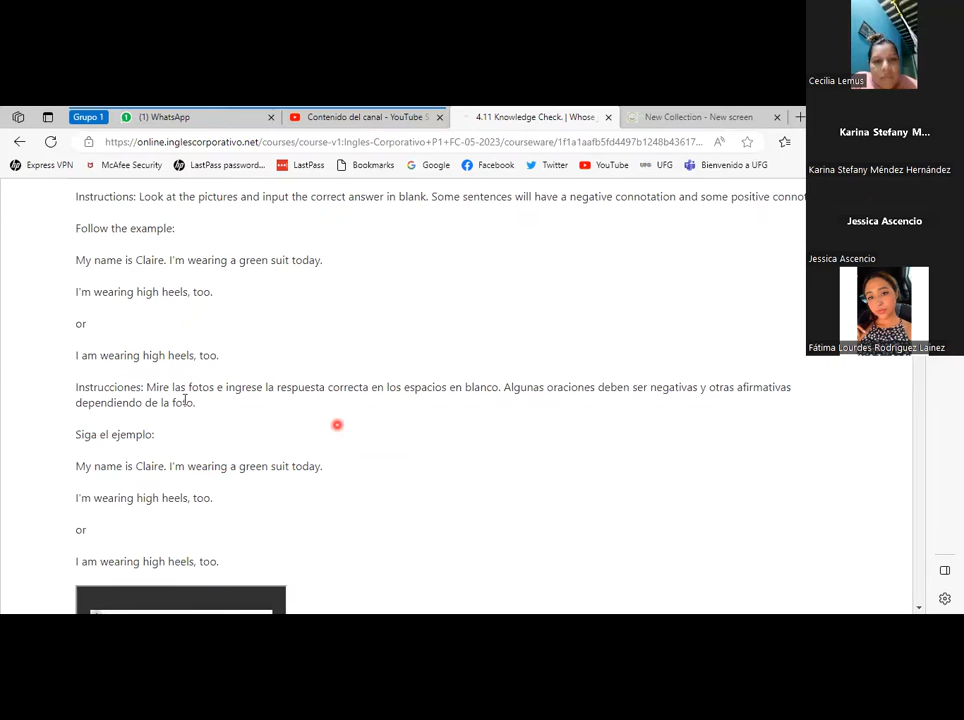 Cecilia Lemus
Karina Stefany M...
Karina Stefany Méndez Hernández
Jessica Ascencio
Jessica Ascencio
Fátima Lourdes Rodriguez Lainez
Grupo 1
(1) WhatsApp
Contenido del canal - YouTube S
4.11 Knowledge Check. | Whose
New Collection - New screen
https://online.inglescorporativo.net/courses/course-v1:Ingles-Corporativo+P1+FC-05-2023/courseware/1f1a1aafb5fd4497b1248b43617...
Express VPN
McAfee Security
LastPass password...
LastPass
Bookmarks
Google
Facebook
Twitter
YouTube
Bienvenido a UFG
Instructions: Look at the pictures and input the correct answer in blank. Some sentences will have a negative connotation and some positive connot
Follow the example:
My name is Claire. I'm wearing a green suit today.
I'm wearing high heels, too.
or
I am wearing high heels, too.
Instrucciones: Mire las fotos e ingrese la respuesta correcta en los espacios en blanco. Algunas oraciones deben ser negativas y otras afirmativas
dependiendo de la foto.
Siga el ejemplo:
My name is Claire. I'm wearing a green suit today.
I'm wearing high heels, too.
or
I am wearing high heels, too.